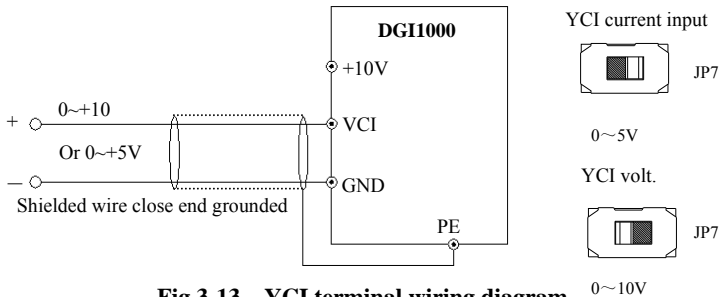 YCI current input
DGI1000
+10V
JP7
0~+10
+
VCI
0~5V
Or 0~+5V
YCI volt.
—
GND
Shielded wire close end grounded
PE
JP7
0~10V
Fig 3-13 YCI terminal wiring diagram